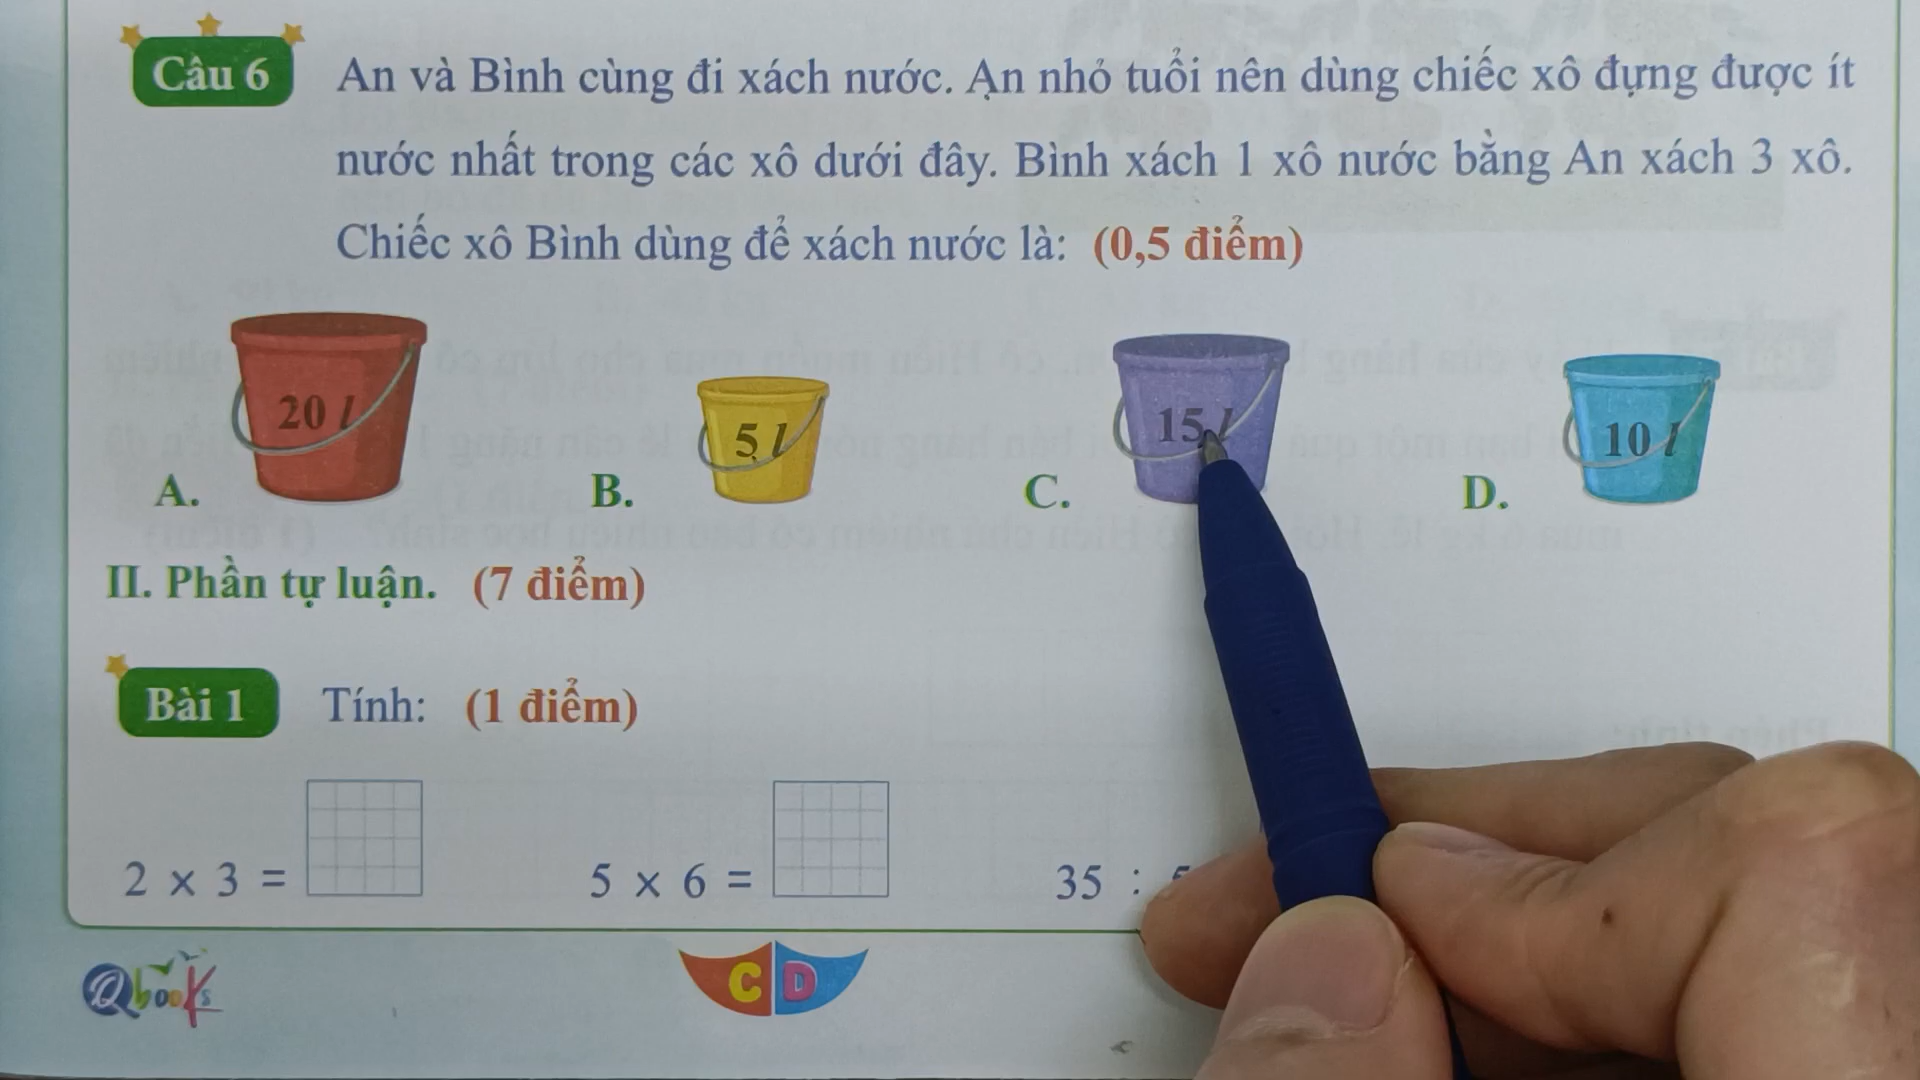 Câu 6 An và Bình cùng đi xách nước. An nhỏ tuổi nên dùng chiếc xô đựng được ít
nước nhất trong các xô dưới đây. Bình xách 1 xô nước bằng An xách 3 xô.
Chiếc xô Bình dùng để xách nước là: (0,5 điểm)
A. 20 l B. 5 l C. 15 l D. 10 l
II. Phần tự luận. (7 điểm)
Bài 1 Tính: (1 điểm)
2 × 3 = 5 × 6 = 35 :
Qbooks CD